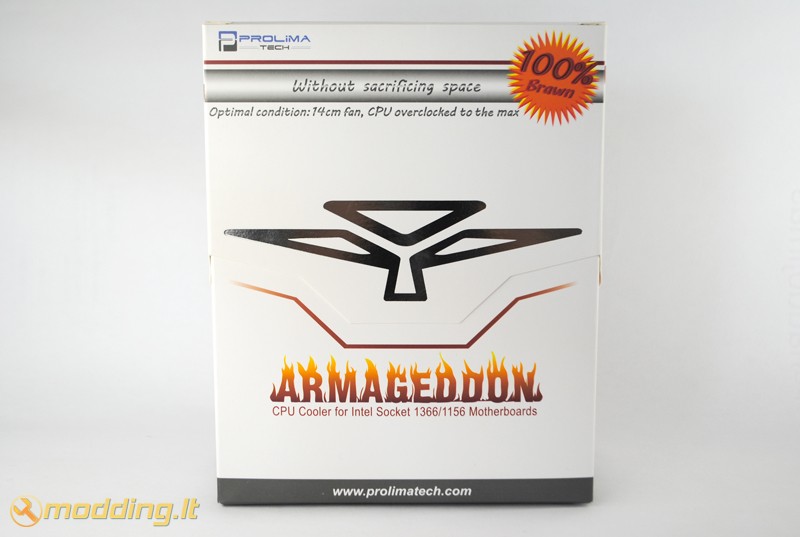 PROLiMA
TECH
100%
Brawn
Without sacrificing space
Optimal condition: 14cm fan, CPU overclocked to the max
ARMAGEDDON
CPU Cooler for Intel Socket 1366/1156 Motherboards
www.prolimatech.com
modding.lt